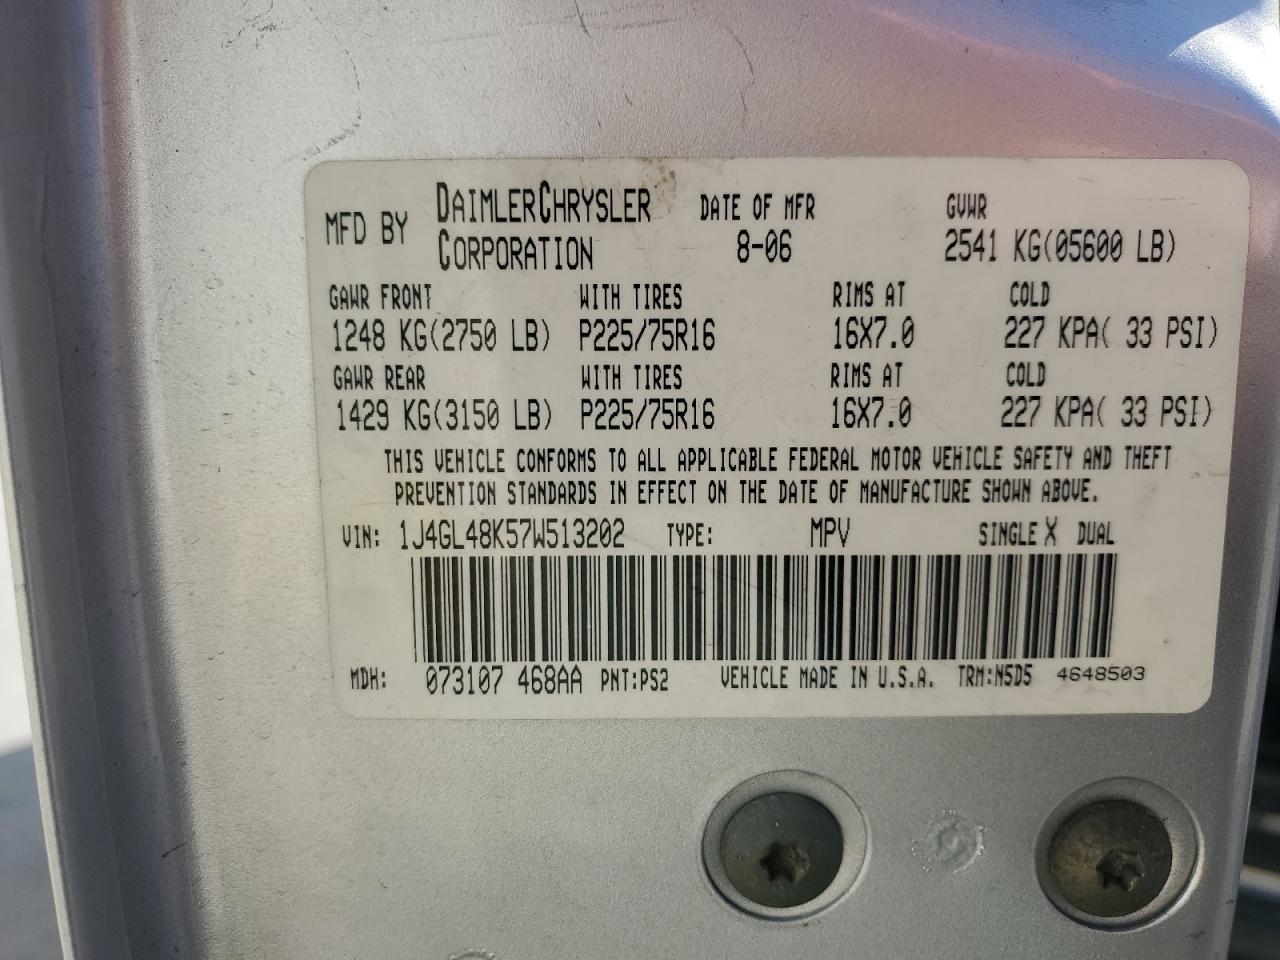 MFD BY DAIMLERCHRYSLER CORPORATION DATE OF MFR 8-06 GVWR 2541 KG(05600 LB)
GAWR FRONT WITH TIRES RIMS AT COLD
1248 KG(2750 LB) P225/75R16 16X7.0 227 KPA( 33 PSI)
GAWR REAR WITH TIRES RIMS AT COLD
1429 KG(3150 LB) P225/75R16 16X7.0 227 KPA( 33 PSI)
THIS VEHICLE CONFORMS TO ALL APPLICABLE FEDERAL MOTOR VEHICLE SAFETY AND THEFT
PREVENTION STANDARDS IN EFFECT ON THE DATE OF MANUFACTURE SHOWN ABOVE.
VIN: 1J4GL48K57W513202 TYPE: MPV SINGLE X DUAL
MDH: 073107 468AA PNT:PS2 VEHICLE MADE IN U.S.A. TRM:N5D5 4648503